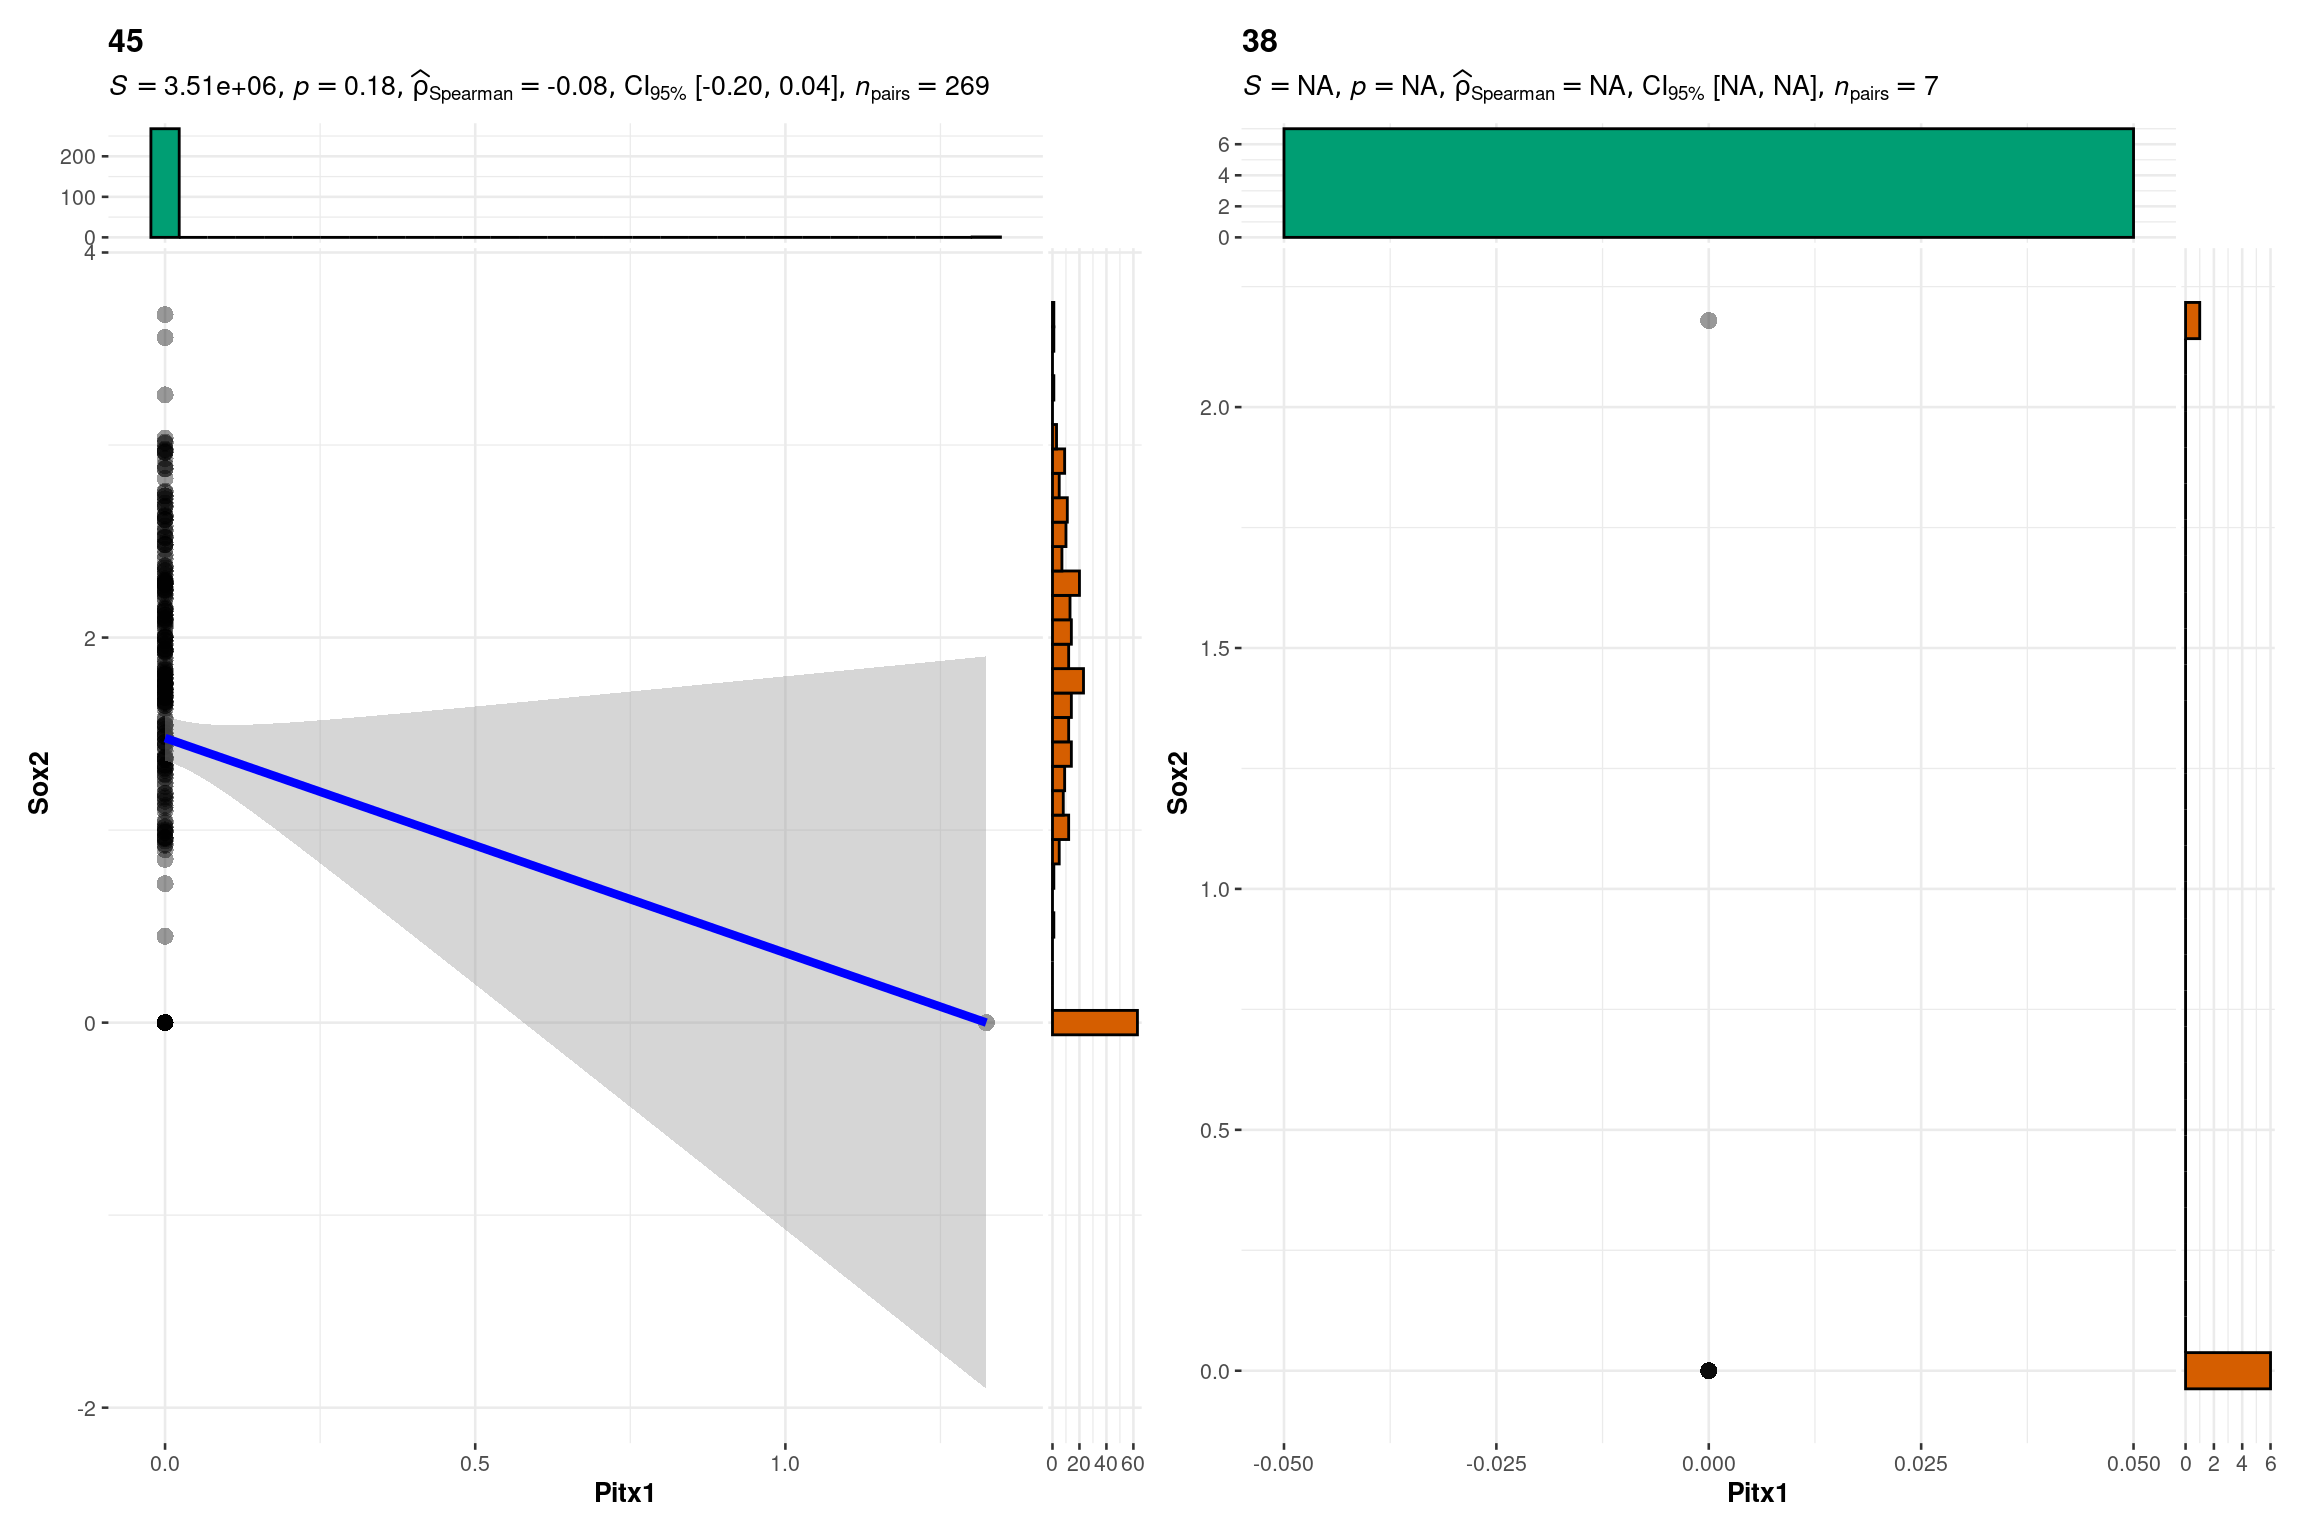 45
S = 3.51e+06, p = 0.18, ρ̂Spearman = -0.08, CI95% [-0.20, 0.04], npairs = 269
200
100
0
4
2
0
-2
Sox2
0.0 0.5 1.0
0 20 40 60
Pitx1
38
S = NA, p = NA, ρ̂Spearman = NA, CI95% [NA, NA], npairs = 7
6
4
2
0
2.0
1.5
1.0
0.5
0.0
Sox2
-0.050 -0.025 0.000 0.025 0.050
0 2 4 6
Pitx1